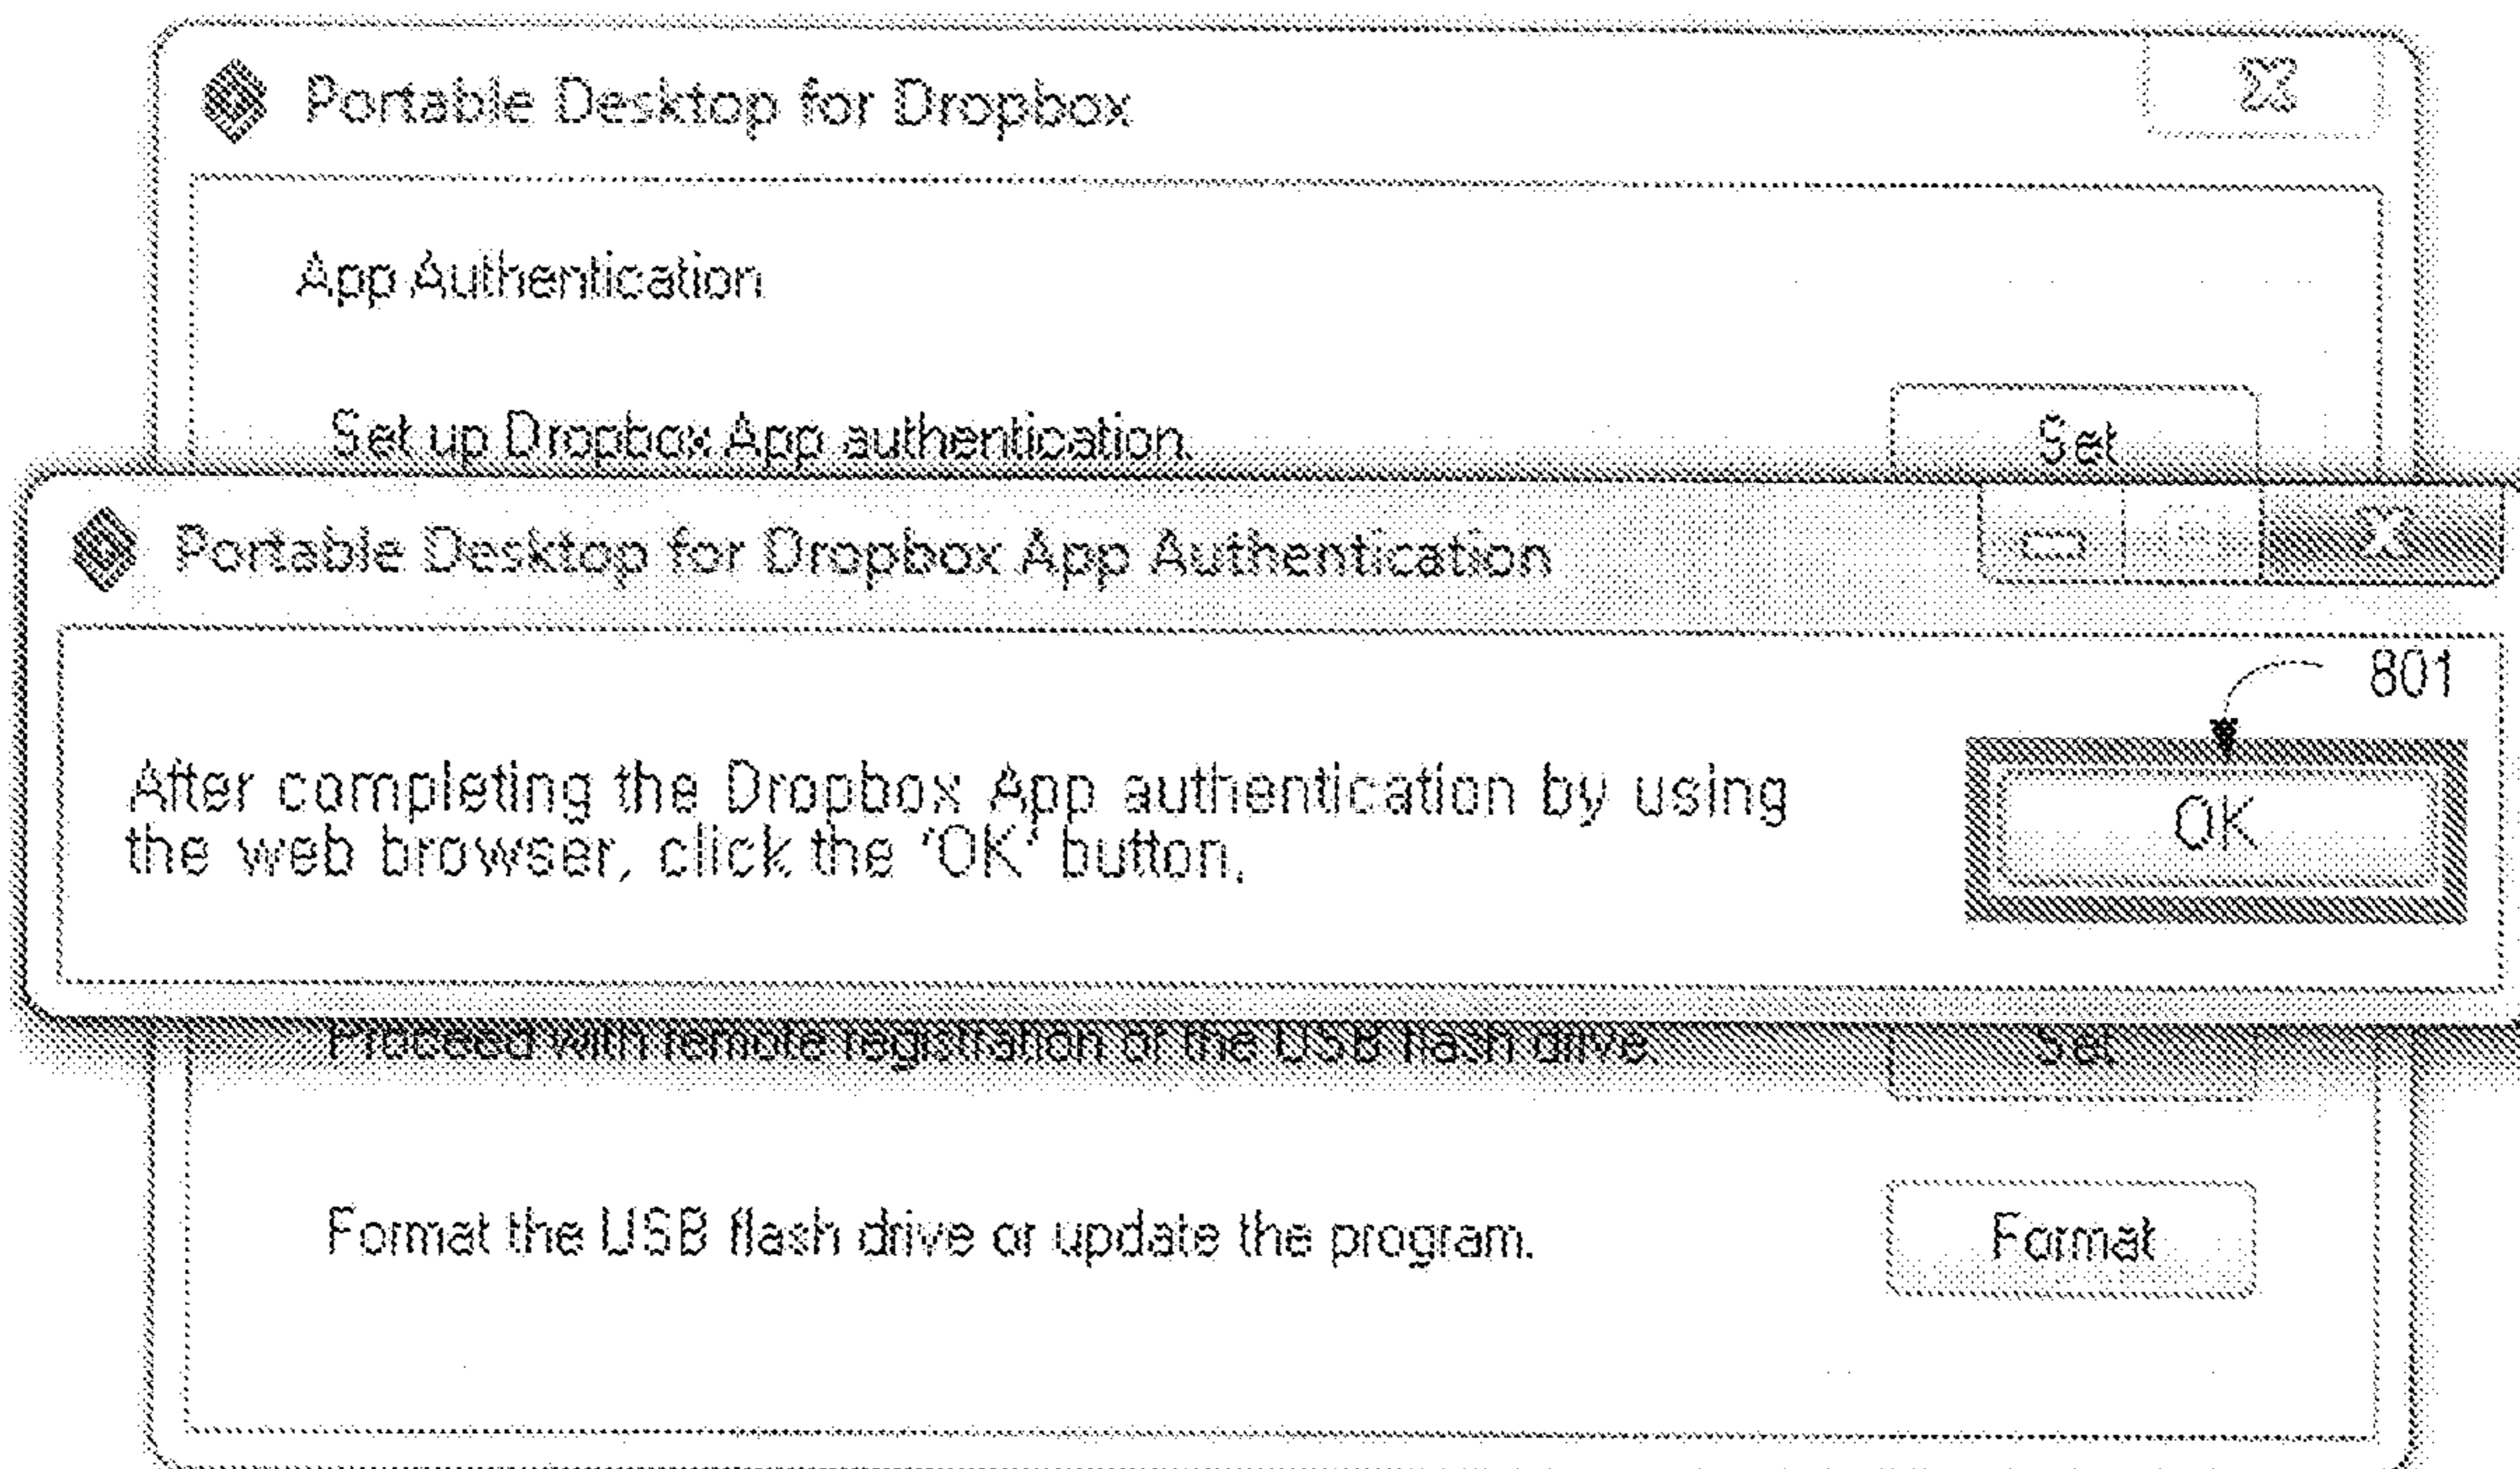 Portable Desktop for Dropbox
App Authentication
Set up Dropbox App authentication. Set
Portable Desktop for Dropbox App Authentication X
801
After completing the Dropbox App authentication by using
the web browser, click the 'OK' button.
OK
Proceed with remote registration of the USB flash drive. Set
Format the USB flash drive or update the program. Format